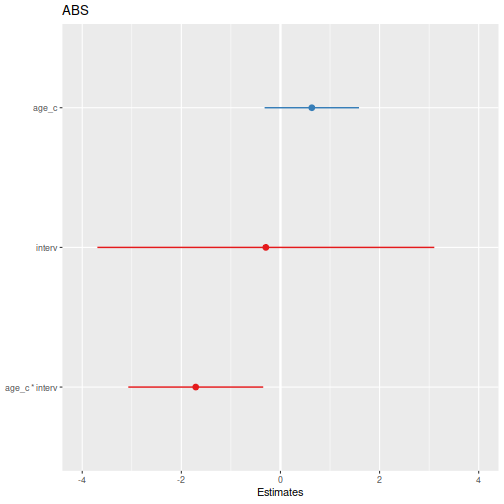 ABS
age_c
interv
age_c * interv
-4 -2 0 2 4
Estimates